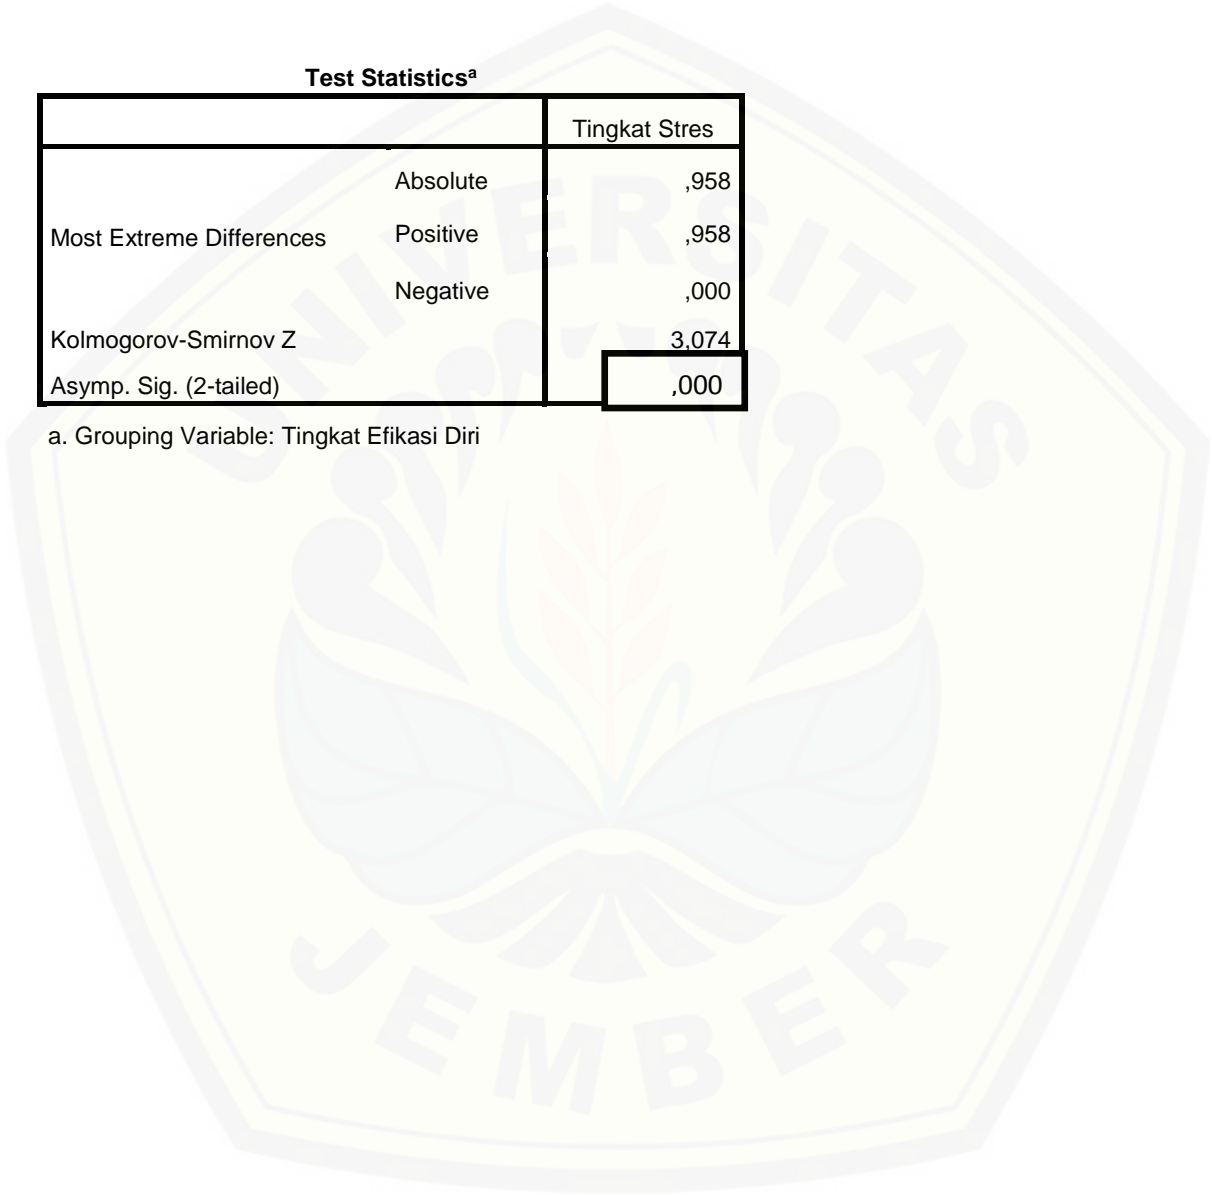 Test Statisticsᵃ
Tingkat Stres
Absolute ,958
Most Extreme Differences Positive ,958
Negative ,000
Kolmogorov-Smirnov Z 3,074
Asymp. Sig. (2-tailed) ,000
a. Grouping Variable: Tingkat Efikasi Diri
UNIVERSITAS
JEMBER